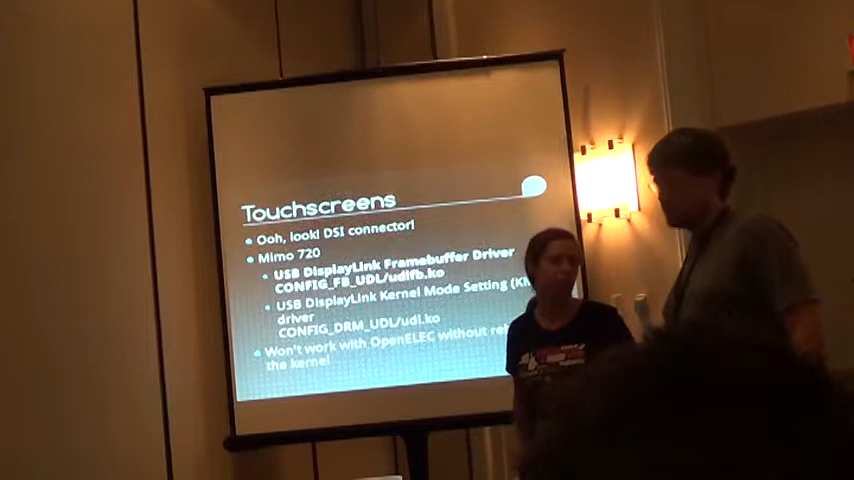 Touchscreens
Ooh, look! DSI connector!
Mimo 720
USB DisplayLink Framebuffer Driver
CONFIG_FB_UDL/udlfb.ko
USB DisplayLink Kernel Mode Setting
driver
CONFIG_DRM_UDL/udl.ko
Won't work with OpenELEC without
the kernel